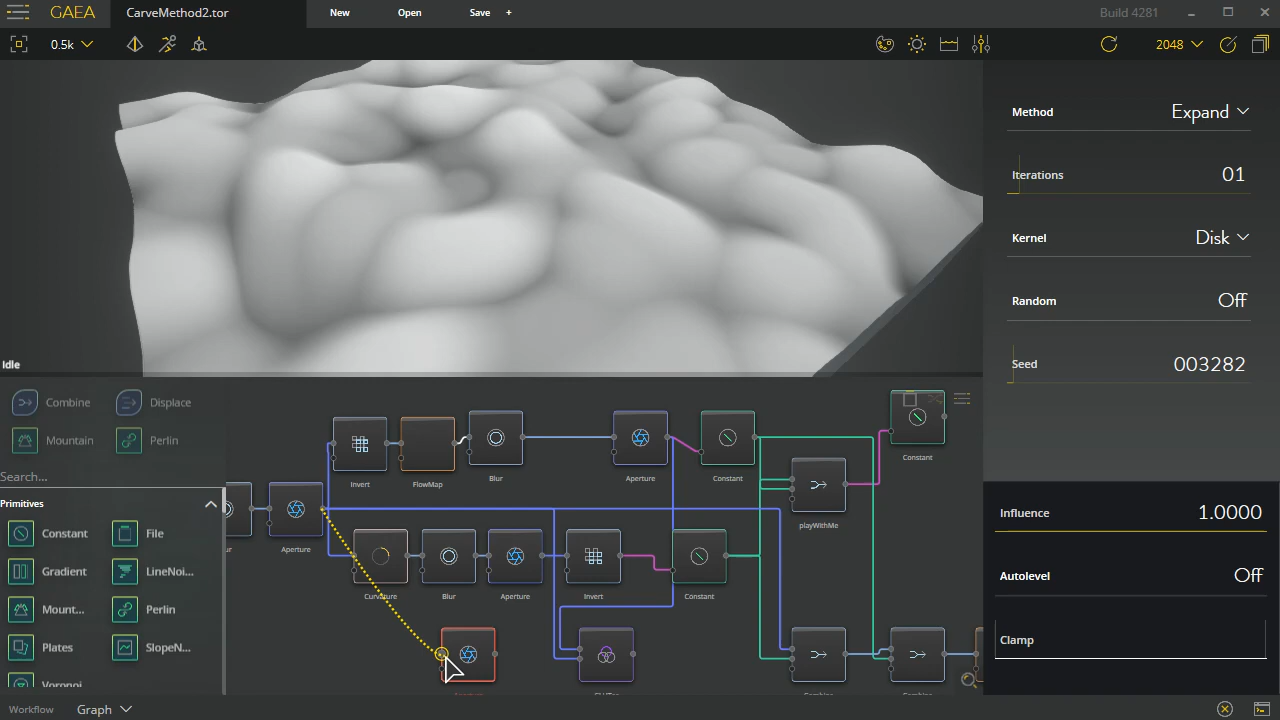 GAEA
CarveMethod2.tor
New
Open
Save
+
Build 4281
0.5k
2048
Method
Expand
Iterations
01
Kernel
Disk
Random
Off
Seed
003282
Idle
Combine
Displace
Mountain
Perlin
Search...
Primitives
Constant
File
Gradient
LineNoi...
Mount...
Perlin
Plates
SlopeN...
Voronoi
Invert
FlowMap
Blur
Aperture
Constant
Constant
playWithMe
ur
Aperture
Curvature
Blur
Aperture
Invert
Constant
Influence
1.0000
Autolevel
Off
Clamp
Workflow
Graph